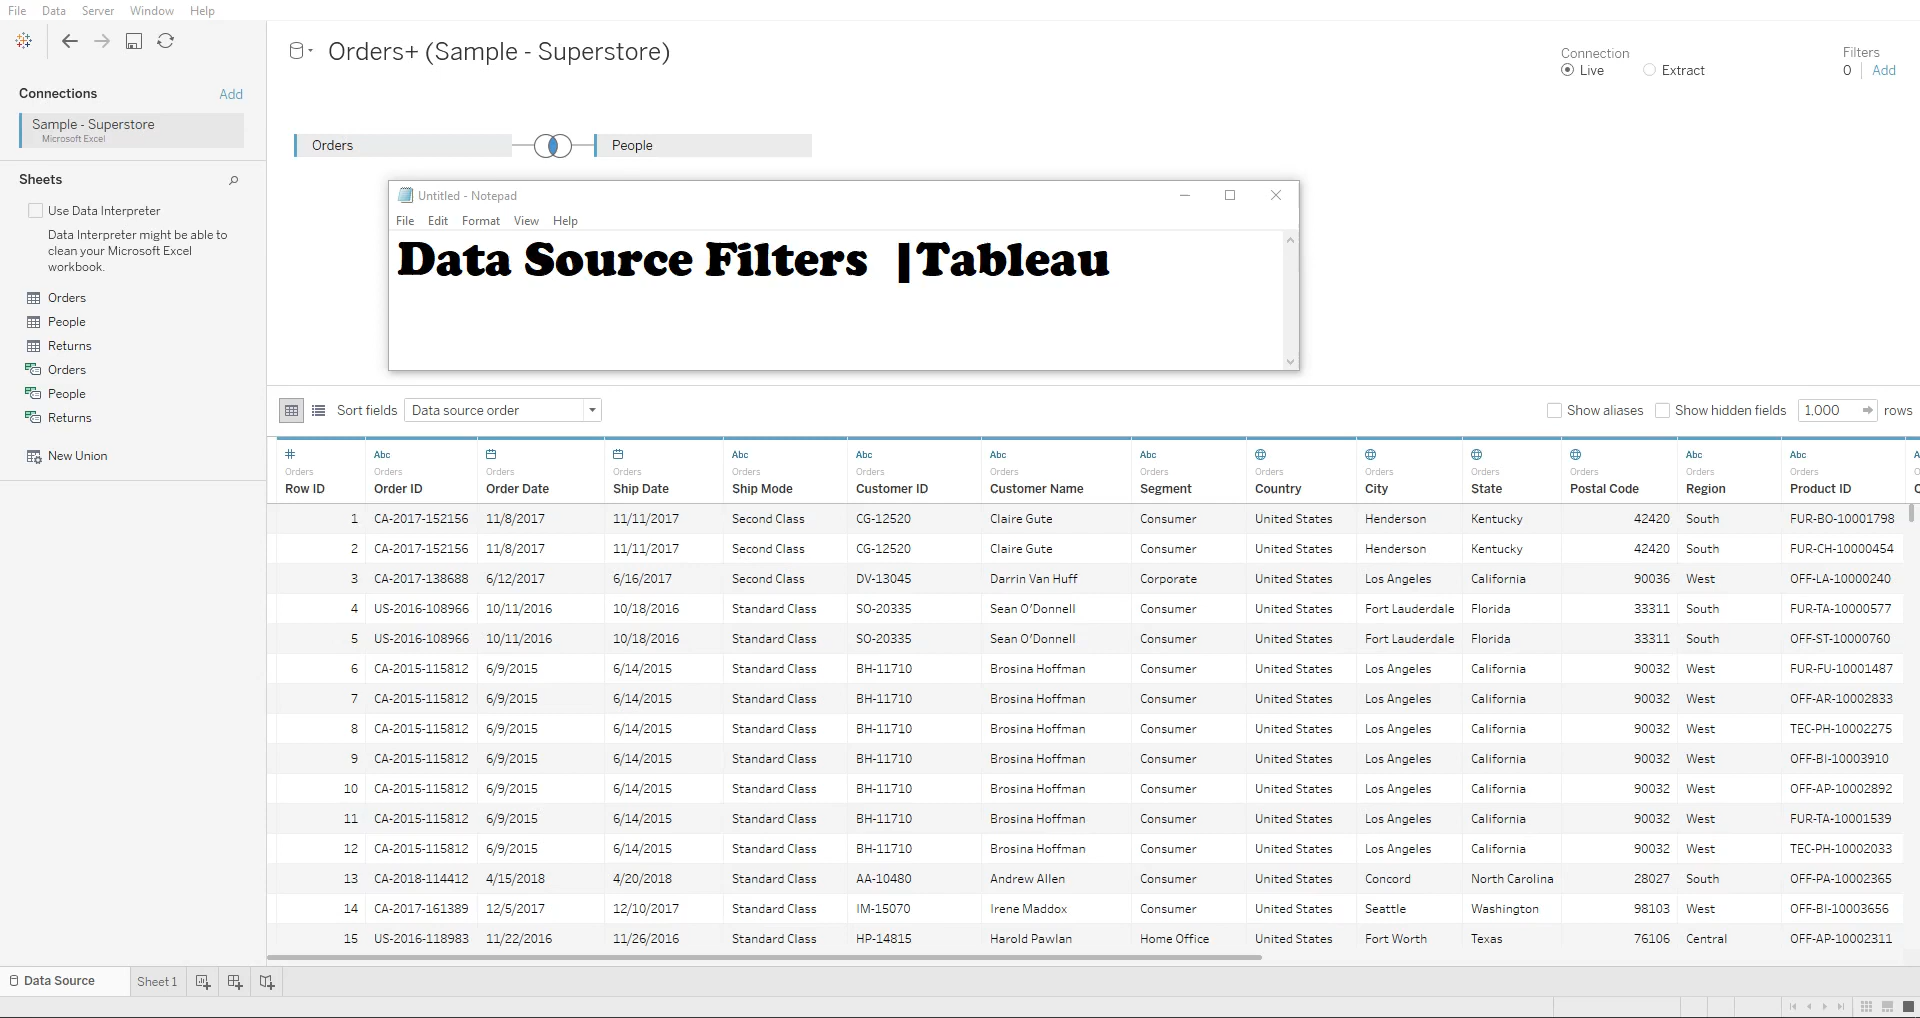 File Data Server Window Help
Orders+ (Sample - Superstore)
Connection
Live Extract
Filters
0 Add
Connections Add
Sample - Superstore
Microsoft Excel
Orders People
Sheets
Use Data Interpreter
Data Interpreter might be able to
clean your Microsoft Excel
workbook.
Orders
People
Returns
Orders
People
Returns
New Union
Untitled - Notepad
File Edit Format View Help
Data Source Filters |Tableau
Sort fields Data source order Show aliases Show hidden fields 1,000 rows
# Abc Abc Abc Abc Abc Abc Abc
Orders Orders Orders Orders Orders Orders Orders Orders Orders Orders Orders Orders Orders Orders
Row ID Order ID Order Date Ship Date Ship Mode Customer ID Customer Name Segment Country City State Postal Code Region Product ID
1 CA-2017-152156 11/8/2017 11/11/2017 Second Class CG-12520 Claire Gute Consumer United States Henderson Kentucky 42420 South FUR-BO-10001798
2 CA-2017-152156 11/8/2017 11/11/2017 Second Class CG-12520 Claire Gute Consumer United States Henderson Kentucky 42420 South FUR-CH-10000454
3 CA-2017-138688 6/12/2017 6/16/2017 Second Class DV-13045 Darrin Van Huff Corporate United States Los Angeles California 90036 West OFF-LA-10000240
4 US-2016-108966 10/11/2016 10/18/2016 Standard Class SO-20335 Sean O'Donnell Consumer United States Fort Lauderdale Florida 33311 South FUR-TA-10000577
5 US-2016-108966 10/11/2016 10/18/2016 Standard Class SO-20335 Sean O'Donnell Consumer United States Fort Lauderdale Florida 33311 South OFF-ST-10000760
6 CA-2015-115812 6/9/2015 6/14/2015 Standard Class BH-11710 Brosina Hoffman Consumer United States Los Angeles California 90032 West FUR-FU-10001487
7 CA-2015-115812 6/9/2015 6/14/2015 Standard Class BH-11710 Brosina Hoffman Consumer United States Los Angeles California 90032 West OFF-AR-10002833
8 CA-2015-115812 6/9/2015 6/14/2015 Standard Class BH-11710 Brosina Hoffman Consumer United States Los Angeles California 90032 West TEC-PH-10002275
9 CA-2015-115812 6/9/2015 6/14/2015 Standard Class BH-11710 Brosina Hoffman Consumer United States Los Angeles California 90032 West OFF-BI-10003910
10 CA-2015-115812 6/9/2015 6/14/2015 Standard Class BH-11710 Brosina Hoffman Consumer United States Los Angeles California 90032 West OFF-AP-10002892
11 CA-2015-115812 6/9/2015 6/14/2015 Standard Class BH-11710 Brosina Hoffman Consumer United States Los Angeles California 90032 West FUR-TA-10001539
12 CA-2015-115812 6/9/2015 6/14/2015 Standard Class BH-11710 Brosina Hoffman Consumer United States Los Angeles California 90032 West TEC-PH-10002033
13 CA-2018-114412 4/15/2018 4/20/2018 Standard Class AA-10480 Andrew Allen Consumer United States Concord North Carolina 28027 South OFF-PA-10002365
14 CA-2017-161389 12/5/2017 12/10/2017 Standard Class IM-15070 Irene Maddox Consumer United States Seattle Washington 98103 West OFF-BI-10003656
15 US-2016-118983 11/22/2016 11/26/2016 Standard Class HP-14815 Harold Pawlan Home Office United States Fort Worth Texas 76106 Central OFF-AP-10002311
Data Source Sheet 1